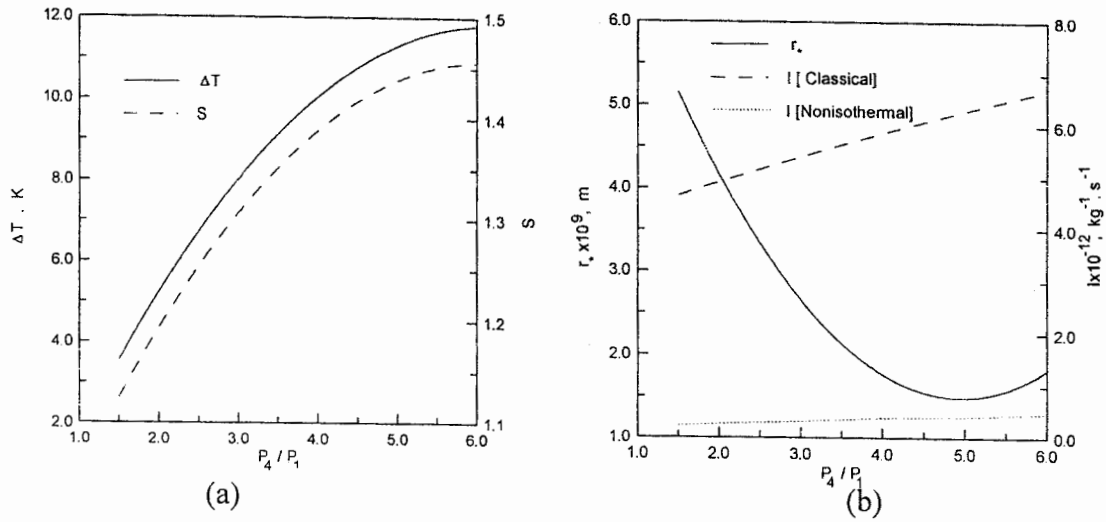 12.0
10.0
8.0
6.0
4.0
2.0
ΔT . K
ΔT
S
1.5
1.4
1.3
1.2
1.1
S
1.0 2.0 3.0 4.0 5.0 6.0
P4 / P1
(a)
6.0
5.0
4.0
3.0
2.0
1.0
r* x10^9, m
r*
I [ Classical]
I [Nonisothermal]
8.0
6.0
4.0
2.0
0.0
Ix10^-12, kg^-1. s^-1
1.0 2.0 3.0 4.0 5.0 6.0
P4 / P1
(b)